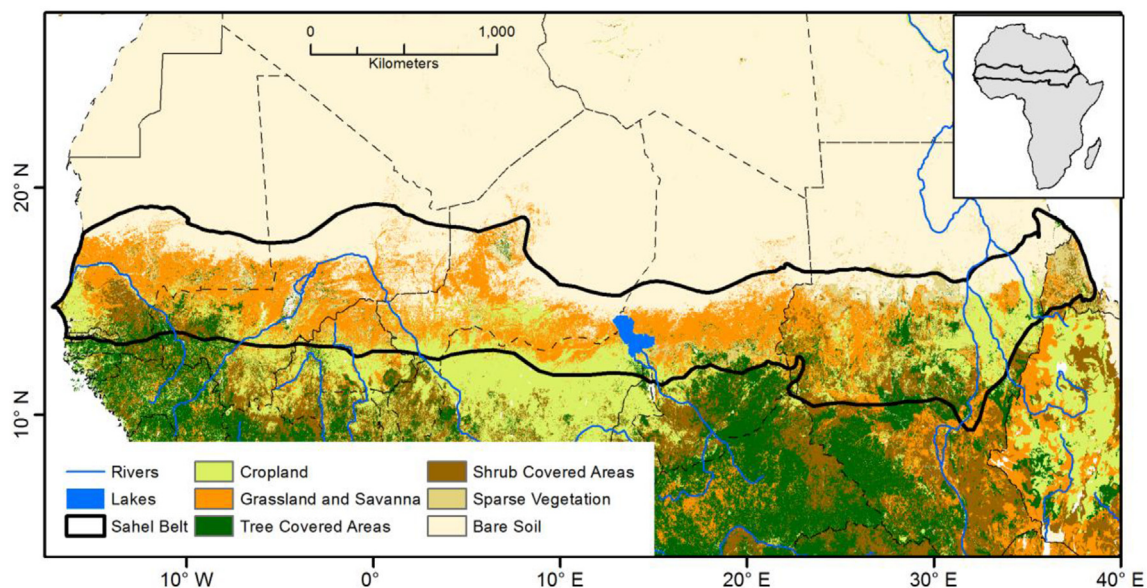 0 1,000
Kilometers
20° N
10° N
Rivers
Lakes
Sahel Belt
Cropland
Grassland and Savanna
Tree Covered Areas
Shrub Covered Areas
Sparse Vegetation
Bare Soil
10° W 0° 10° E 20° E 30° E 40° E